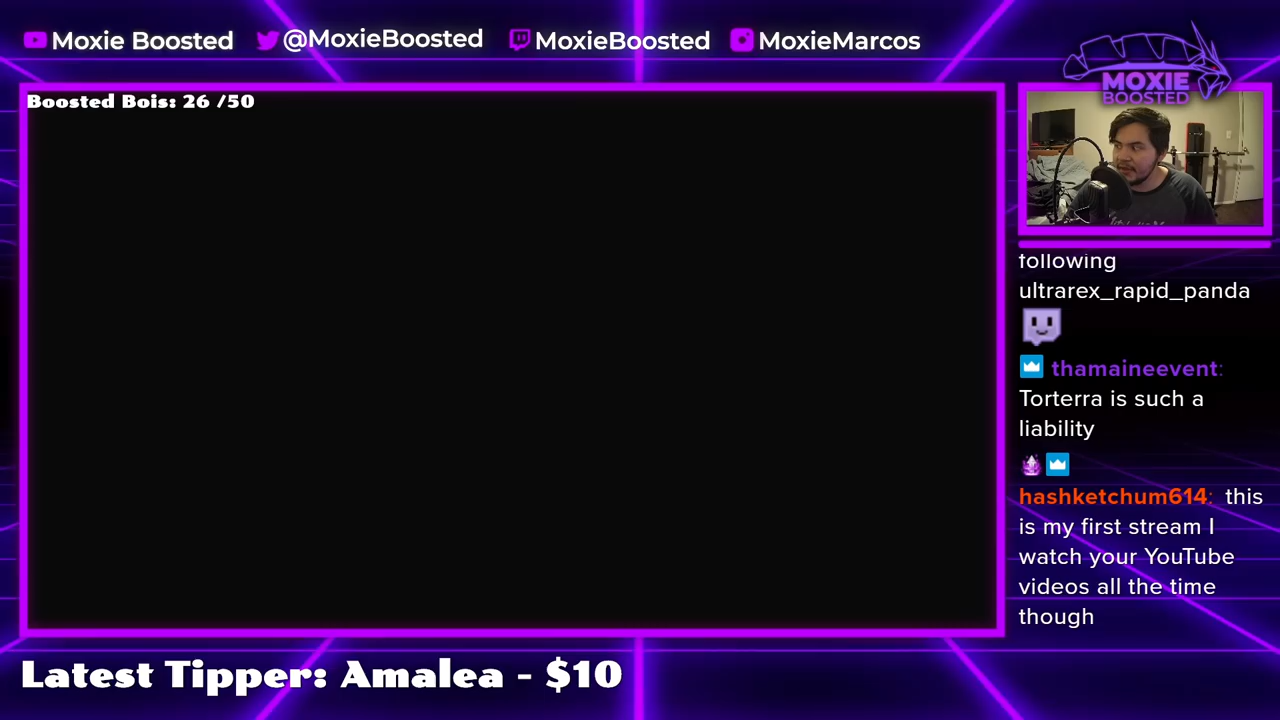 Moxie Boosted @MoxieBoosted MoxieBoosted MoxieMarcos
MOXIE
BOOSTED
Boosted Bois: 26 /50
following
ultrarex_rapid_panda
thamaineevent:
Torterra is such a
liability
hashketchum614: this
is my first stream I
watch your YouTube
videos all the time
though
Latest Tipper: Amalea - $10